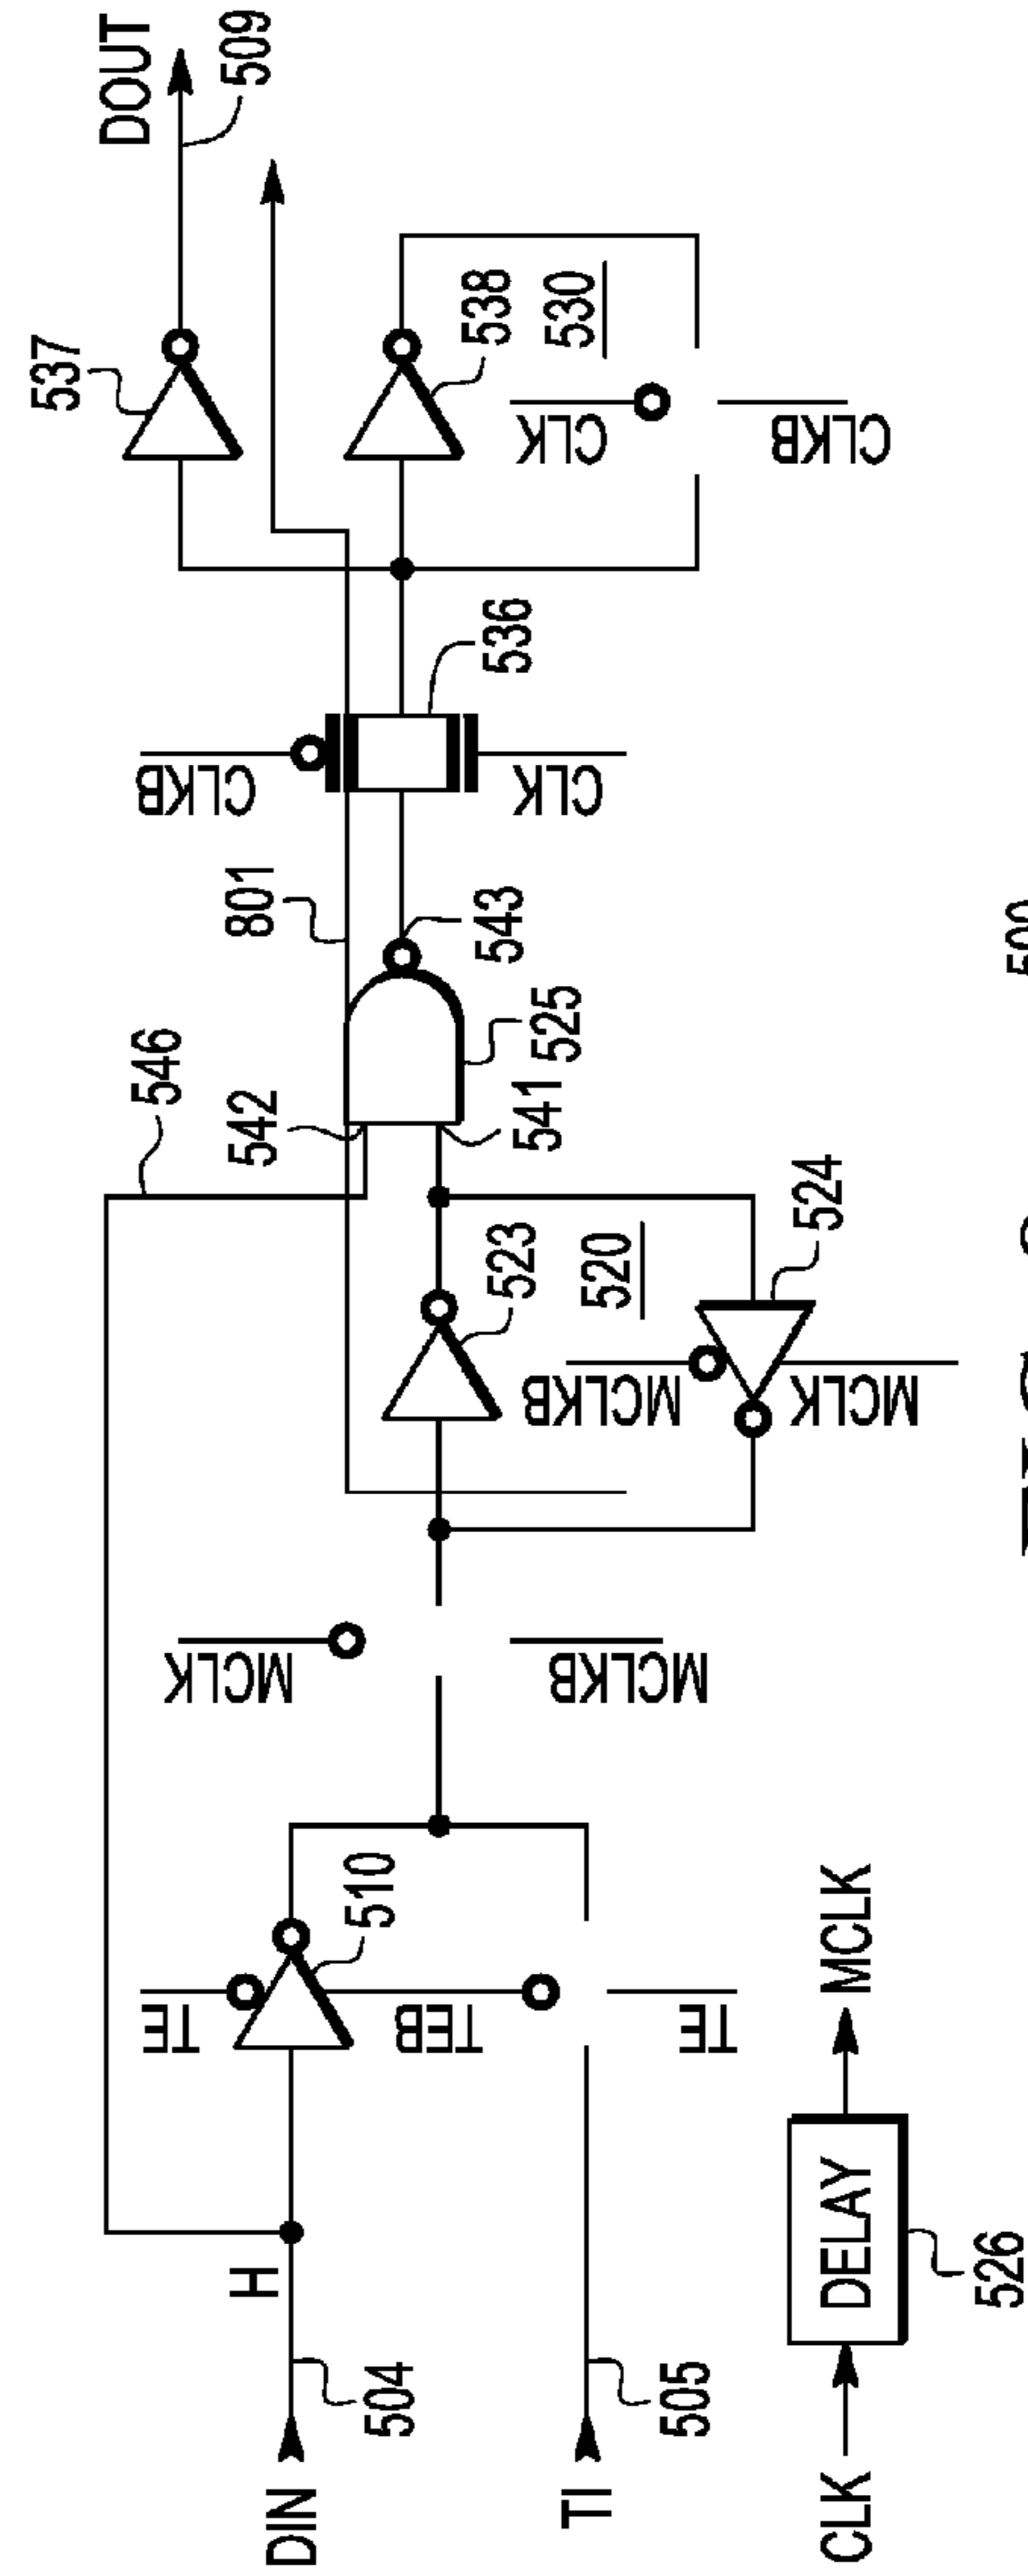 DOUT
509
537
538
530
CLK
CLKB
536
CLKB
CLK
801
543
525
546
542
541
523
520
524
MCLKB
MCLK
MCLK
MCLKB
510
TE
TEB
TE
H
504
DIN
505
TI
CLK
DELAY
MCLK
526